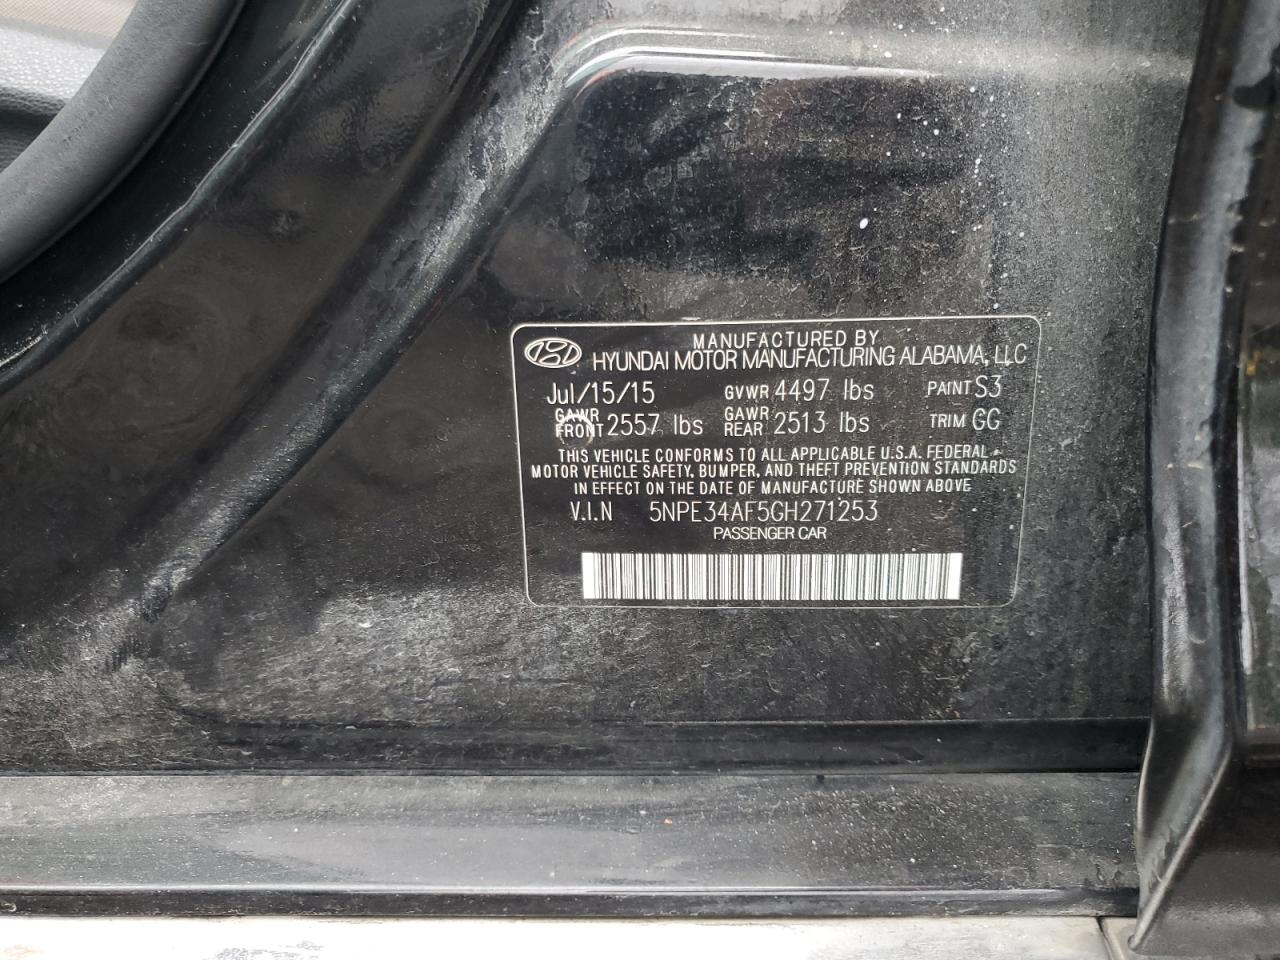 MANUFACTURED BY
HYUNDAI MOTOR MANUFACTURING ALABAMA, LLC
Jul/15/15 GVWR 4497 lbs PAINT S3
GAWR FRONT 2557 lbs GAWR REAR 2513 lbs TRIM GG
THIS VEHICLE CONFORMS TO ALL APPLICABLE U.S.A. FEDERAL
MOTOR VEHICLE SAFETY, BUMPER, AND THEFT PREVENTION STANDARDS
IN EFFECT ON THE DATE OF MANUFACTURE SHOWN ABOVE
V.I.N 5NPE34AF5GH271253
PASSENGER CAR